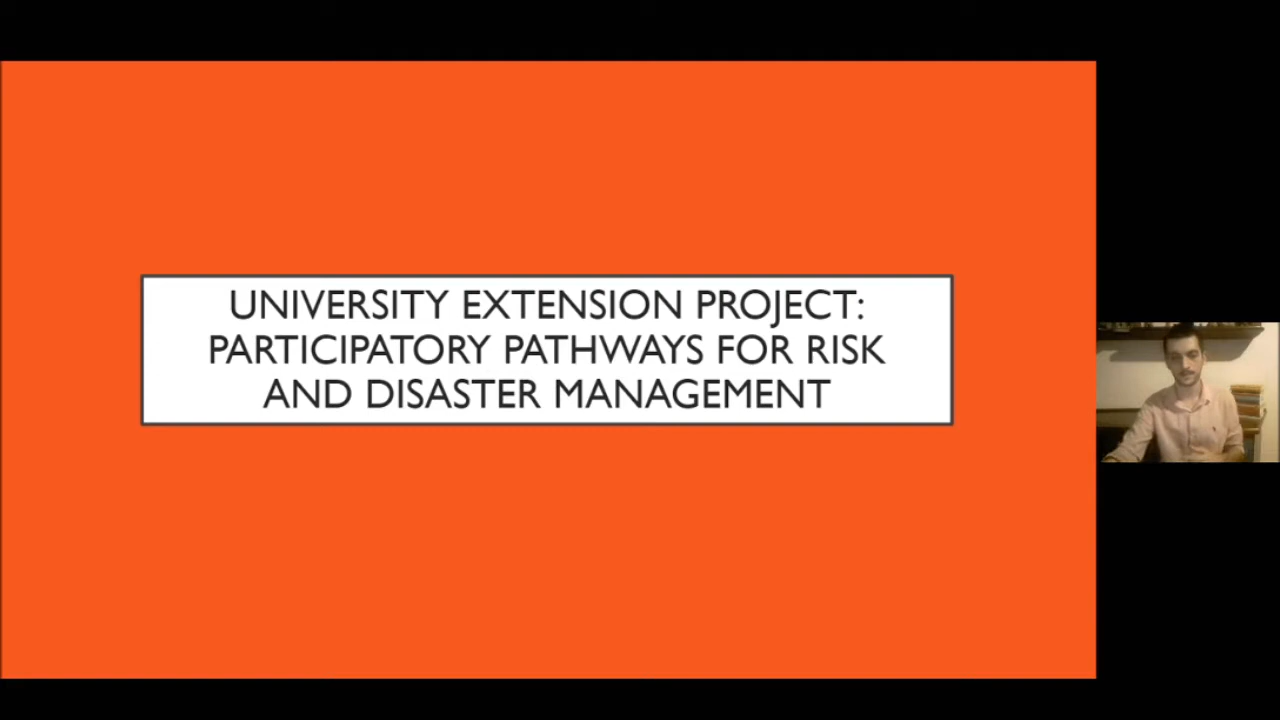 UNIVERSITY EXTENSION PROJECT:
PARTICIPATORY PATHWAYS FOR RISK
AND DISASTER MANAGEMENT